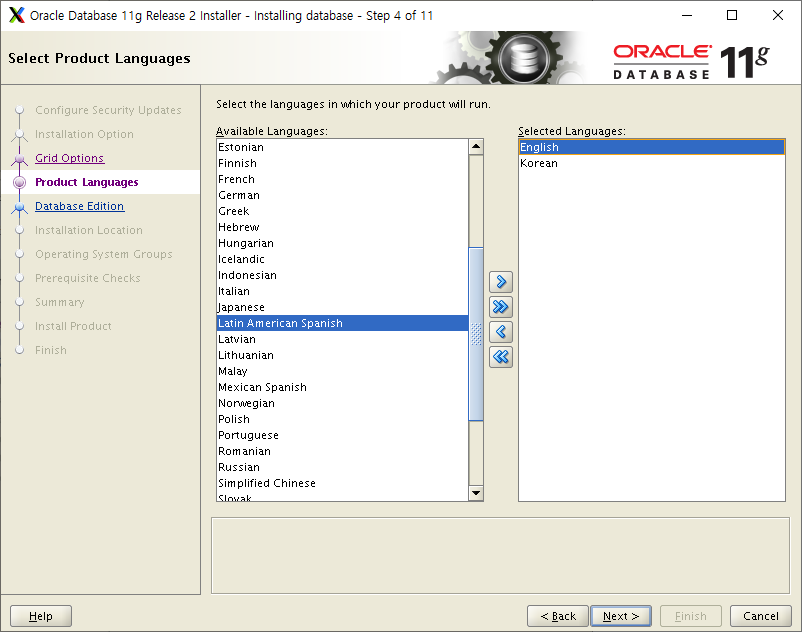 Oracle Database 11g Release 2 Installer - Installing database - Step 4 of 11
Select Product Languages
ORACLE
DATABASE 11g
Configure Security Updates
Installation Option
Grid Options
Product Languages
Database Edition
Installation Location
Operating System Groups
Prerequisite Checks
Summary
Install Product
Finish
Select the languages in which your product will run.
Available Languages:
Estonian
Finnish
French
German
Greek
Hebrew
Hungarian
Icelandic
Indonesian
Italian
Japanese
Latin American Spanish
Latvian
Lithuanian
Malay
Mexican Spanish
Norwegian
Polish
Portuguese
Romanian
Russian
Simplified Chinese
Slovak
Selected Languages:
English
Korean
Help
< Back
Next >
Finish
Cancel